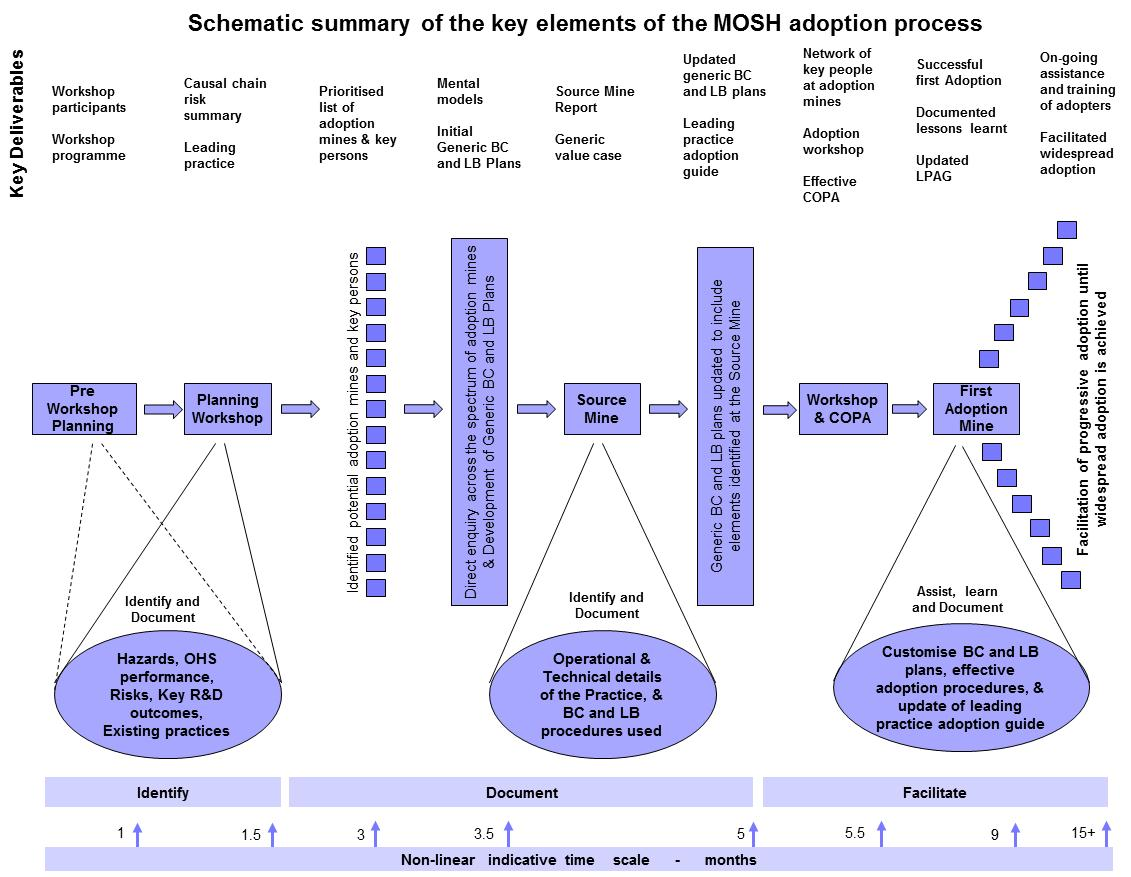 Schematic summary of the key elements of the MOSH adoption process
Key Deliverables
Workshop
participants
Workshop
programme
Causal chain
risk
summary
Leading
practice
Prioritised
list of
adoption
mines & key
persons
Mental
models
Initial
Generic BC
and LB Plans
Source Mine
Report
Generic
value case
Updated
generic BC
and LB plans
Leading
practice
adoption
guide
Network of
key people
at adoption
mines
Adoption
workshop
Effective
COPA
Successful
first Adoption
Documented
lessons learnt
Updated
LPAG
On-going
assistance
and training
of adopters
Facilitated
widespread
adoption
Pre
Workshop
Planning
Planning
Workshop
Identified potential adoption mines and key persons
Direct enquiry across the spectrum of adoption mines
& Development of Generic BC and LB Plans
Source
Mine
Generic BC and LB plans updated to include
elements identified at the Source Mine
Workshop
& COPA
First
Adoption
Mine
Facilitation of progressive adoption until
widespread adoption is achieved
Identify and
Document
Hazards, OHS
performance,
Risks, Key R&D
outcomes,
Existing practices
Identify and
Document
Operational &
Technical details
of the Practice, &
BC and LB
procedures used
Assist, learn
and Document
Customise BC and LB
plans, effective
adoption procedures, &
update of leading
practice adoption guide
Identify
Document
Facilitate
1
1.5
3
3.5
5
5.5
9
15+
Non-linear indicative time scale - months